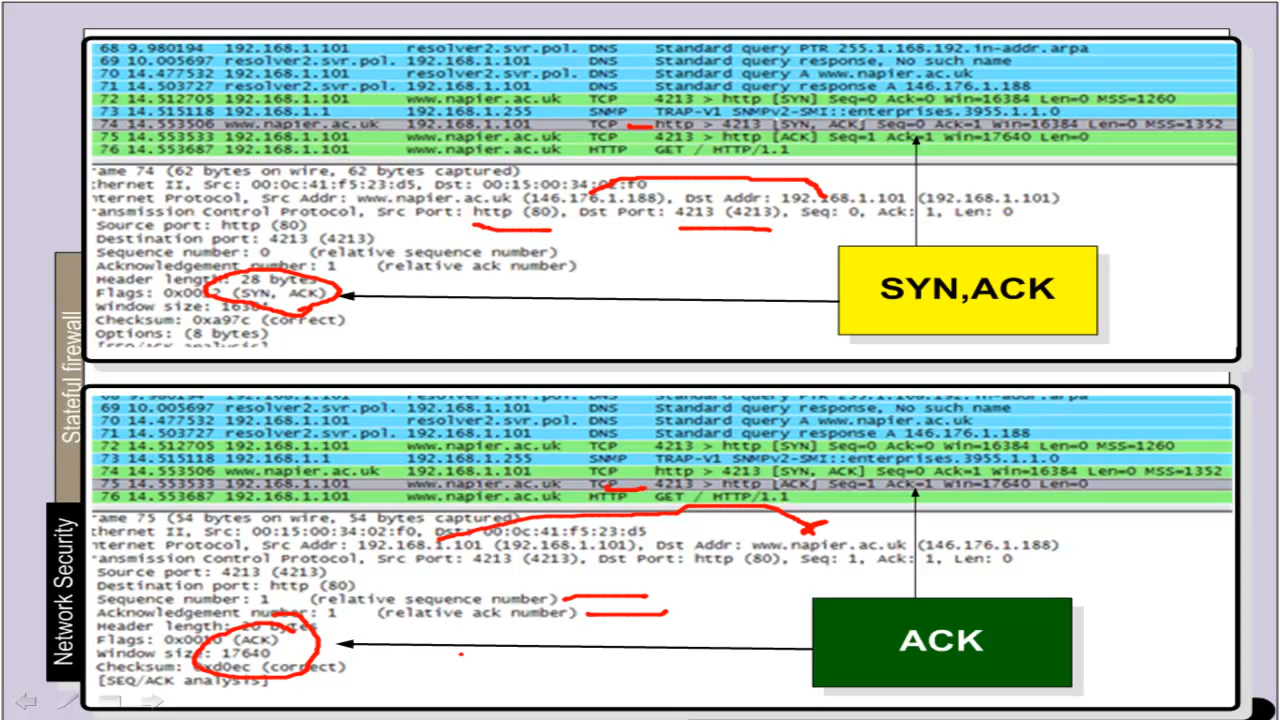 68 9.980194 192.168.1.101 resolver2.svr.pol. DNS Standard query PTR 255.1.168.192.in-addr.arpa
69 10.005697 resolver2.svr.pol. 192.168.1.101 DNS Standard query response, No such name
70 14.477532 192.168.1.101 resolver2.svr.pol. DNS Standard query A www.napier.ac.uk
71 14.503727 resolver2.svr.pol. 192.168.1.101 DNS Standard query response A 146.176.1.188
72 14.512705 192.168.1.101 www.napier.ac.uk TCP 4213 > http [SYN] Seq=0 Ack=0 Win=16384 Len=0 MSS=1260
73 14.515118 192.168.1.1 192.168.1.255 SNMP TRAP-V1 SNMPv2-SMI::enterprises.3955.1.1.0
74 14.553506 www.napier.ac.uk 192.168.1.101 TCP http > 4213 [SYN, ACK] Seq=0 Ack=1 Win=16384 Len=0 MSS=1352
75 14.553533 192.168.1.101 www.napier.ac.uk TCP 4213 > http [ACK] Seq=1 Ack=1 Win=17640 Len=0
76 14.553687 192.168.1.101 www.napier.ac.uk HTTP GET / HTTP/1.1
rame 74 (62 bytes on wire, 62 bytes captured)
thernet II, Src: 00:0c:41:f5:23:d5, Dst: 00:15:00:34:02:f0
nternet Protocol, Src Addr: www.napier.ac.uk (146.176.1.188), Dst Addr: 192.168.1.101 (192.168.1.101)
ansmission Control Protocol, Src Port: http (80), Dst Port: 4213 (4213), Seq: 0, Ack: 1, Len: 0
Source port: http (80)
Destination port: 4213 (4213)
Sequence number: 0 (relative sequence number)
Acknowledgement number: 1 (relative ack number)
Header length: 28 bytes
Flags: 0x0012 (SYN, ACK)
Window size: 16384
Checksum: 0xa97c (correct)
Options: (8 bytes)
[SEQ/ACK analysis]
SYN,ACK
Stateful firewall
69 10.005697 resolver2.svr.pol. 192.168.1.101 DNS Standard query response, No such name
70 14.477532 192.168.1.101 resolver2.svr.pol. DNS Standard query A www.napier.ac.uk
71 14.503727 resolver2.svr.pol. 192.168.1.101 DNS Standard query response A 146.176.1.188
72 14.512705 192.168.1.101 www.napier.ac.uk TCP 4213 > http [SYN] Seq=0 Ack=0 Win=16384 Len=0 MSS=1260
73 14.515118 192.168.1.1 192.168.1.255 SNMP TRAP-V1 SNMPv2-SMI::enterprises.3955.1.1.0
74 14.553506 www.napier.ac.uk 192.168.1.101 TCP http > 4213 [SYN, ACK] Seq=0 Ack=1 Win=16384 Len=0 MSS=1352
75 14.553533 192.168.1.101 www.napier.ac.uk TCP 4213 > http [ACK] Seq=1 Ack=1 Win=17640 Len=0
76 14.553687 192.168.1.101 www.napier.ac.uk HTTP GET / HTTP/1.1
rame 75 (54 bytes on wire, 54 bytes captured)
thernet II, Src: 00:15:00:34:02:f0, Dst: 00:0c:41:f5:23:d5
nternet Protocol, Src Addr: 192.168.1.101 (192.168.1.101), Dst Addr: www.napier.ac.uk (146.176.1.188)
ansmission Control Protocol, Src Port: 4213 (4213), Dst Port: http (80), Seq: 1, Ack: 1, Len: 0
Source port: 4213 (4213)
Destination port: http (80)
Sequence number: 1 (relative sequence number)
Acknowledgement number: 1 (relative ack number)
Header length: 20 bytes
Flags: 0x0010 (ACK)
Window size: 17640
Checksum: 0xd0ec (correct)
[SEQ/ACK analysis]
ACK
Network Security